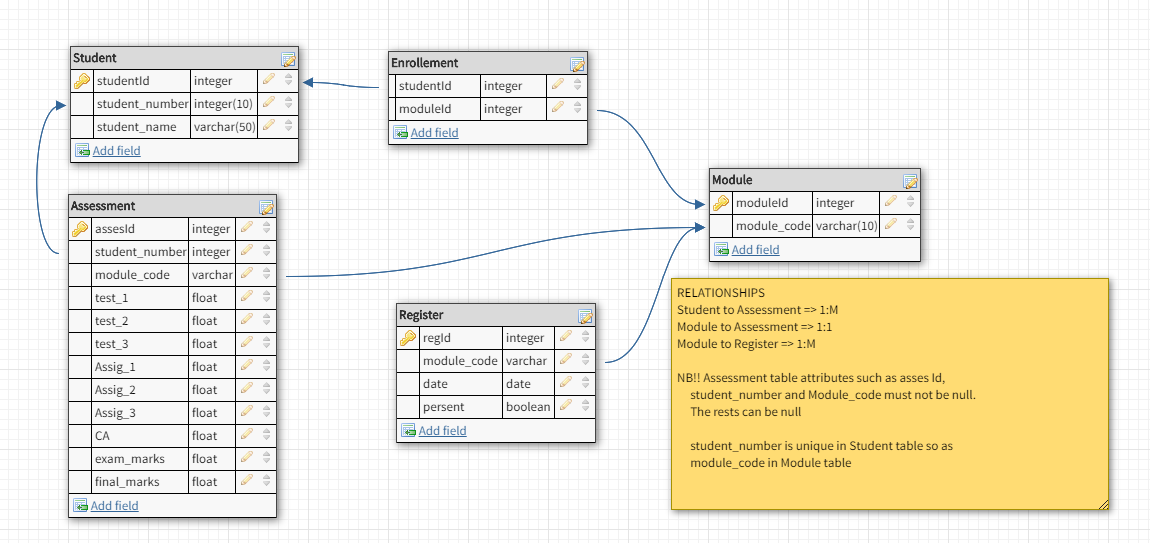 Student
studentId integer
student_number integer(10)
student_name varchar(50)
Add field
Enrollement
studentId integer
moduleId integer
Add field
Module
moduleId integer
module_code varchar(10)
Add field
Assessment
assesId integer
student_number integer
module_code varchar
test_1 float
test_2 float
test_3 float
Assig_1 float
Assig_2 float
Assig_3 float
CA float
exam_marks float
final_marks float
Add field
Register
regId integer
module_code varchar
date date
persent boolean
Add field
RELATIONSHIPS
Student to Assessment => 1:M
Module to Assessment => 1:1
Module to Register => 1:M
NB!! Assessment table attributes such as asses Id,
student_number and Module_code must not be null.
The rests can be null
student_number is unique in Student table so as
module_code in Module table